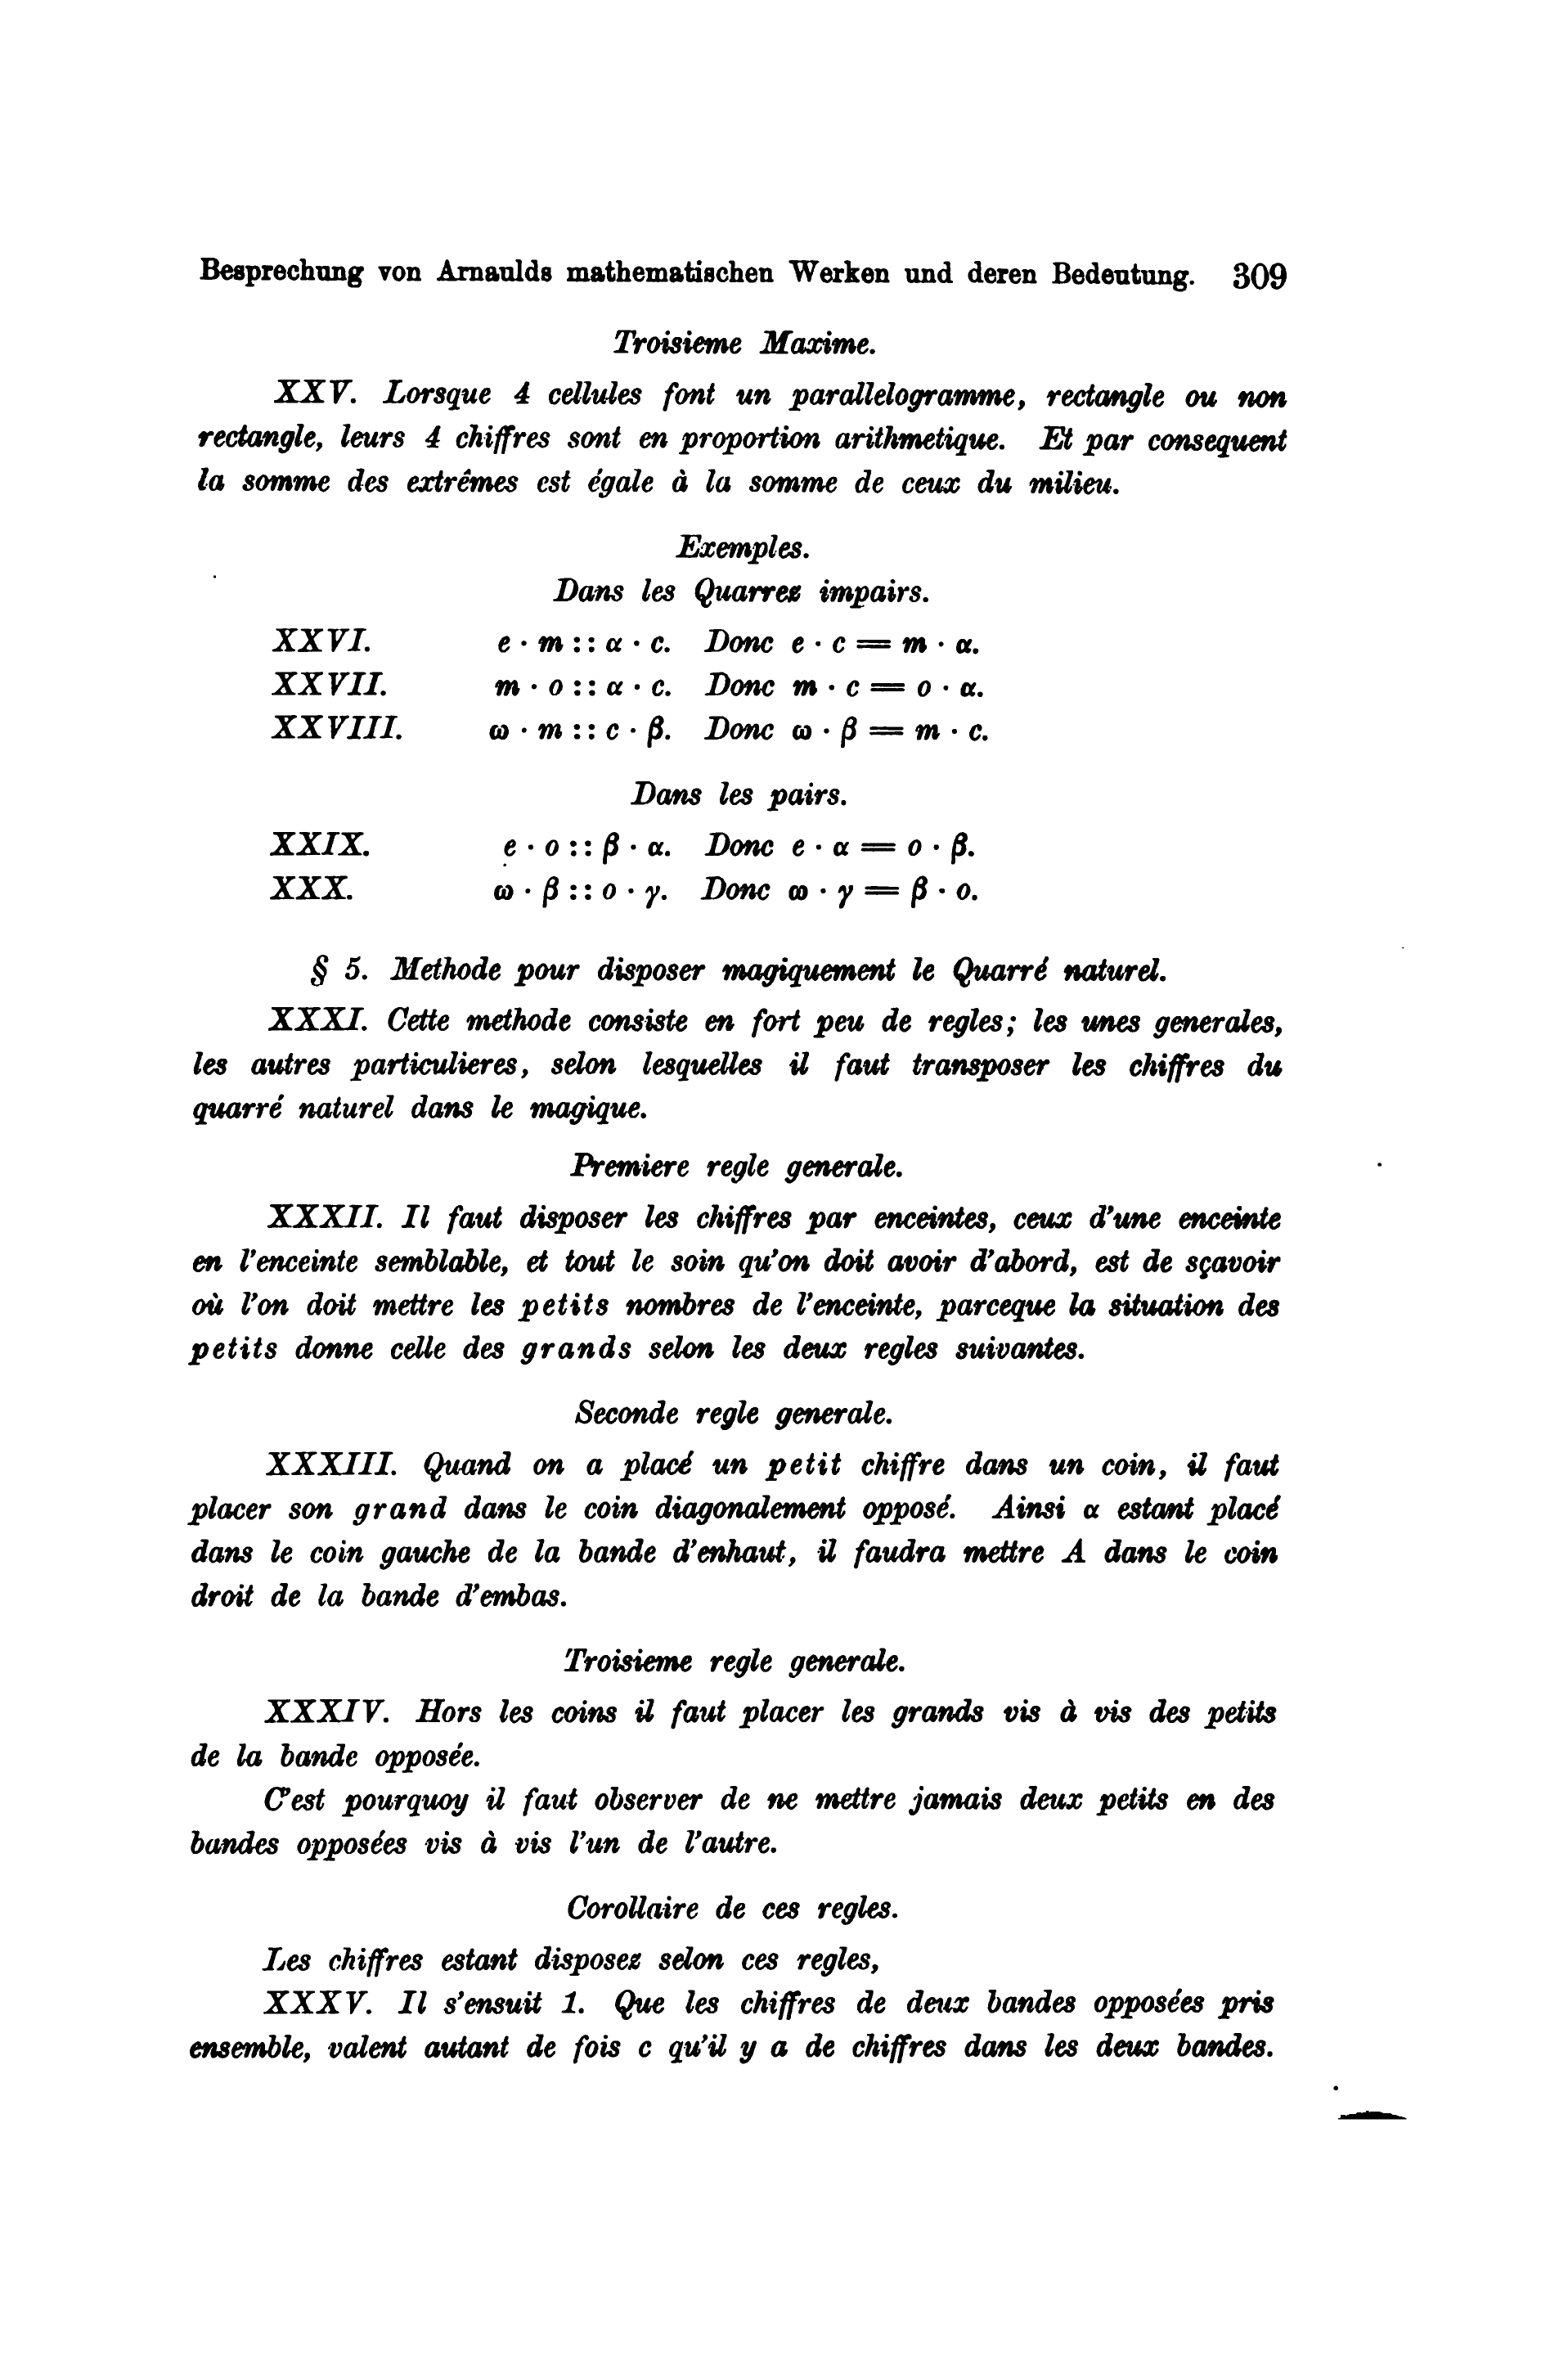 Besprechung von Arnaulds mathematischen Werken und deren Bedeutung. 309
Troisieme Maxime.
XXV. Lorsque 4 cellules font un parallelogramme, rectangle ou non
rectangle, leurs 4 chiffres sont en proportion arithmetique. Et par consequent
la somme des extrêmes est égale à la somme de ceux du milieu.
Exemples.
Dans les Quarrez impairs.
XXVI. e · m :: α · c. Donc e · c = m · α.
XXVII. m · o :: α · c. Donc m · c = o · α.
XXVIII. ω · m :: c · β. Donc ω · β = m · c.
Dans les pairs.
XXIX. e · o :: β · α. Donc e · α = o · β.
XXX. ω · β :: o · γ. Donc ω · γ = β · o.
§ 5. Methode pour disposer magiquement le Quarré naturel.
XXXI. Cette methode consiste en fort peu de regles; les unes generales,
les autres particulieres, selon lesquelles il faut transposer les chiffres du
quarré naturel dans le magique.
Premiere regle generale.
XXXII. Il faut disposer les chiffres par enceintes, ceux d'une enceinte
en l'enceinte semblable, et tout le soin qu'on doit avoir d'abord, est de sçavoir
où l'on doit mettre les petits nombres de l'enceinte, parceque la situation des
petits donne celle des grands selon les deux regles suivantes.
Seconde regle generale.
XXXIII. Quand on a placé un petit chiffre dans un coin, il faut
placer son grand dans le coin diagonalement opposé. Ainsi α estant placé
dans le coin gauche de la bande d'enhaut, il faudra mettre A dans le coin
droit de la bande d'embas.
Troisieme regle generale.
XXXIV. Hors les coins il faut placer les grands vis à vis des petits
de la bande opposée.
C'est pourquoy il faut observer de ne mettre jamais deux petits en des
bandes opposées vis à vis l'un de l'autre.
Corollaire de ces regles.
Les chiffres estant disposez selon ces regles,
XXXV. Il s'ensuit 1. Que les chiffres de deux bandes opposées pris
ensemble, valent autant de fois c qu'il y a de chiffres dans les deux bandes.